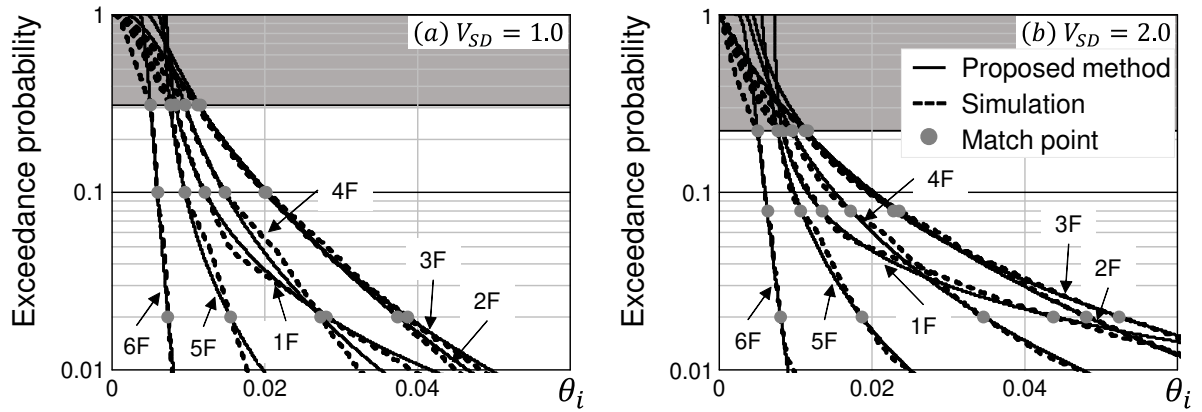 (a) V_SD = 1.0
Exceedance probability
1
0.1
0.01
0
0.02
0.04
θ_i
4F
3F
2F
6F
5F
1F
(b) V_SD = 2.0
Proposed method
Simulation
Match point
Exceedance probability
1
0.1
0.01
0
0.02
0.04
θ_i
4F
3F
2F
6F
5F
1F